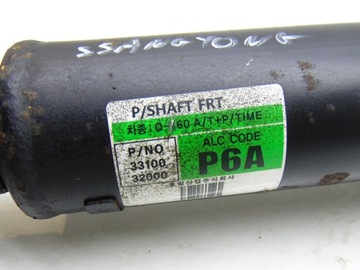 SSANGYONG
P/SHAFT FRT
차종: Q-160 A/T+P/TIME
P/NO
ALC CODE
33100
32000
P6A